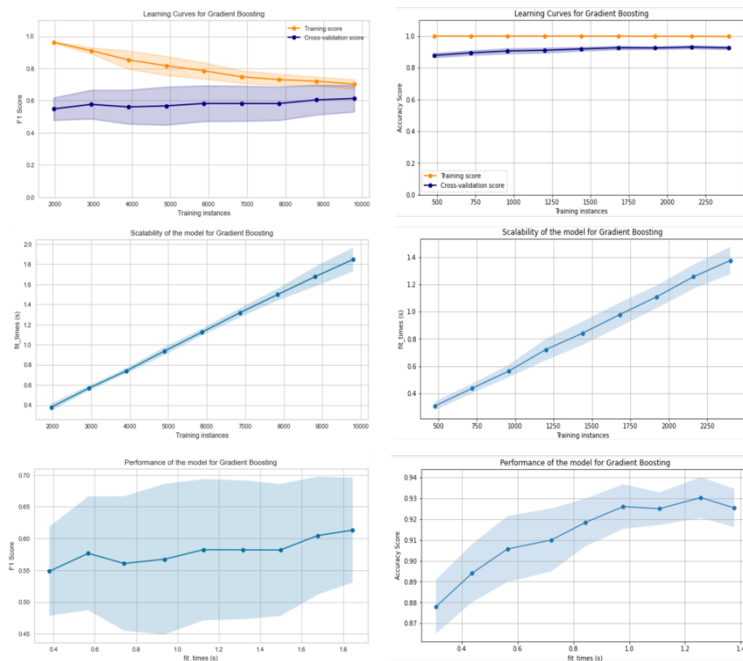 Learning Curves for Gradient Boosting
Training score
Cross-validation score
1.0
0.8
0.6
0.4
0.2
0.0
F1 Score
2000 3000 4000 5000 6000 7000 8000 9000 10000
Training instances
Learning Curves for Gradient Boosting
1.0
0.8
0.6
0.4
0.2
0.0
Accuracy Score
Training score
Cross-validation score
500 750 1000 1250 1500 1750 2000 2250
Training instances
Scalability of the model for Gradient Boosting
2.0
1.8
1.6
1.4
1.2
1.0
0.8
0.6
0.4
fit_times (s)
2000 3000 4000 5000 6000 7000 8000 9000 10000
Training instances
Scalability of the model for Gradient Boosting
1.4
1.2
1.0
0.8
0.6
0.4
fit_times (s)
500 750 1000 1250 1500 1750 2000 2250
Training instances
Performance of the model for Gradient Boosting
0.70
0.65
0.60
0.55
0.50
0.45
F1 Score
0.4 0.6 0.8 1.0 1.2 1.4 1.6 1.8
fit_times (s)
Performance of the model for Gradient Boosting
0.94
0.93
0.92
0.91
0.90
0.89
0.88
0.87
Accuracy Score
0.4 0.6 0.8 1.0 1.2
fit_times (s)